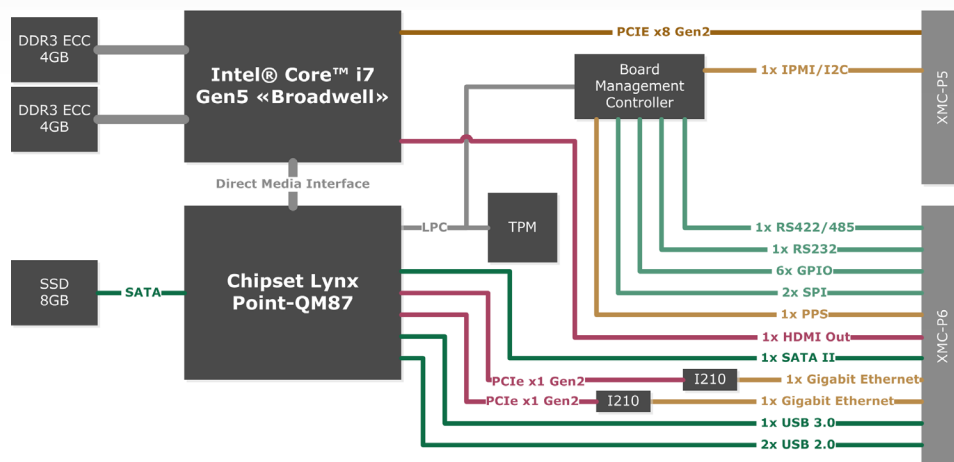 DDR3 ECC
4GB
DDR3 ECC
4GB
Intel® Core™ i7
Gen5 «Broadwell»
PCIE x8 Gen2
Board
Management
Controller
1x IPMI/I2C
XMC-P5
Direct Media Interface
LPC
TPM
SSD
8GB
SATA
Chipset Lynx
Point-QM87
1x RS422/485
1x RS232
6x GPIO
2x SPI
1x PPS
1x HDMI Out
1x SATA II
PCIe x1 Gen2
I210
1x Gigabit Ethernet
PCIe x1 Gen2
I210
1x Gigabit Ethernet
1x USB 3.0
2x USB 2.0
XMC-P6